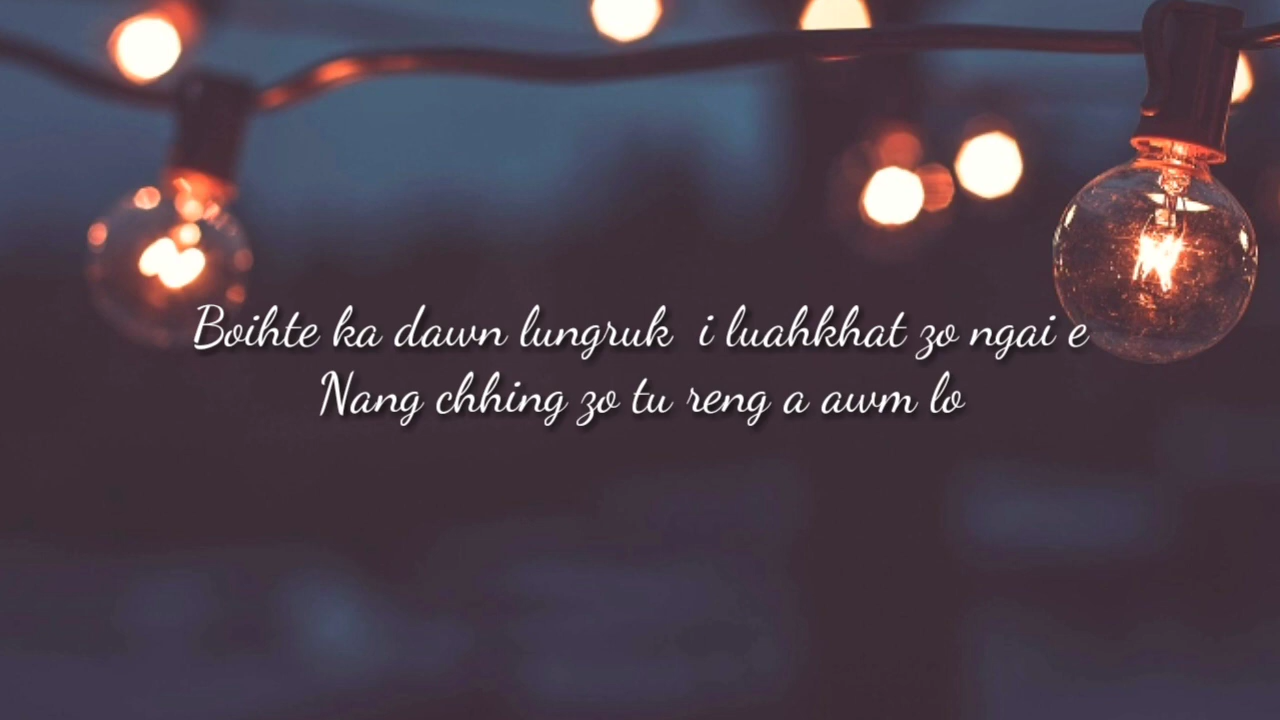 Boihte ka dawn lungruk i luahkhat zo ngai e
Nang chhing zo tu reng a awm lo